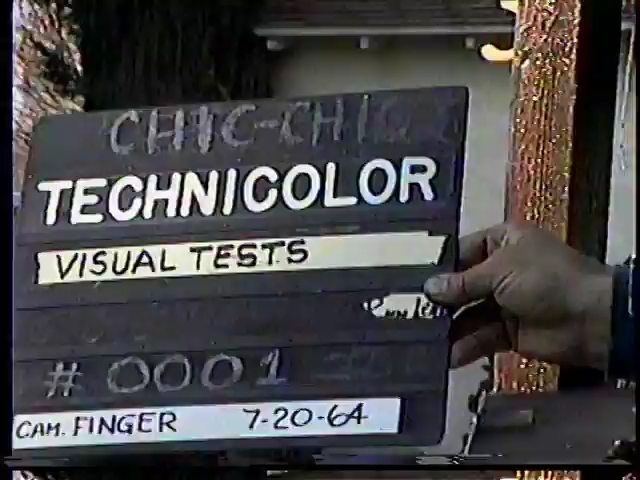 CHIC-CHIC
TECHNICOLOR
VISUAL TESTS
# 0001
CAM. FINGER 7-20-64